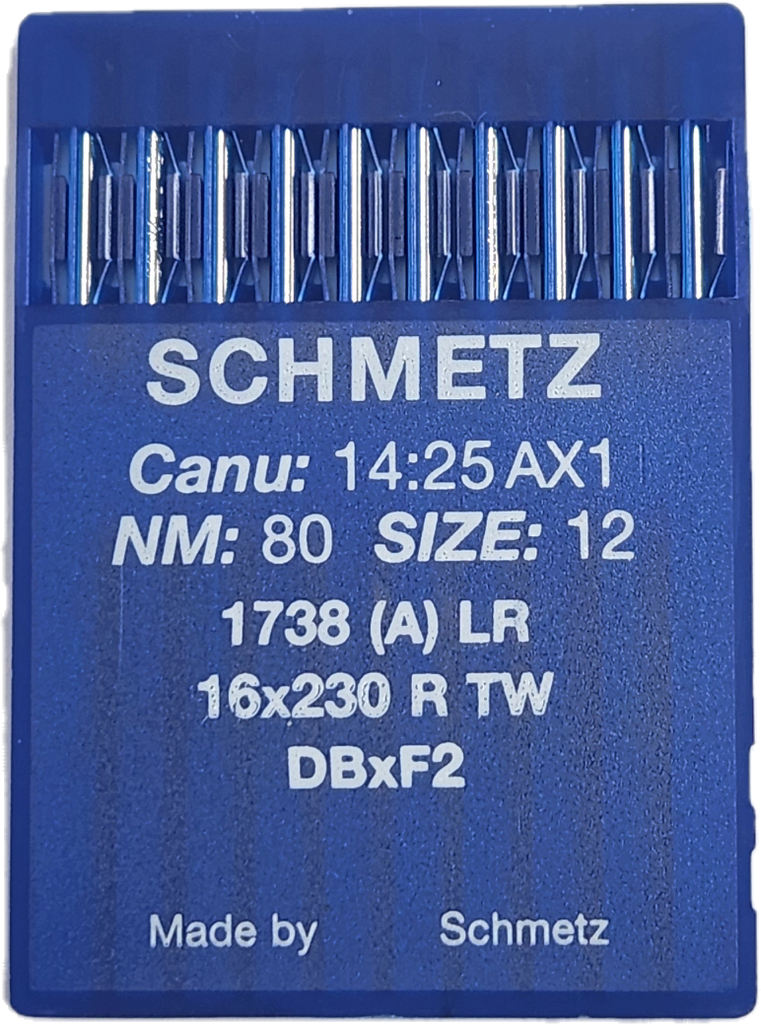 SCHMETZ
Canu: 14:25 AX1
NM: 80 SIZE: 12
1738 (A) LR
16x230 R TW
DBxF2
Made by Schmetz